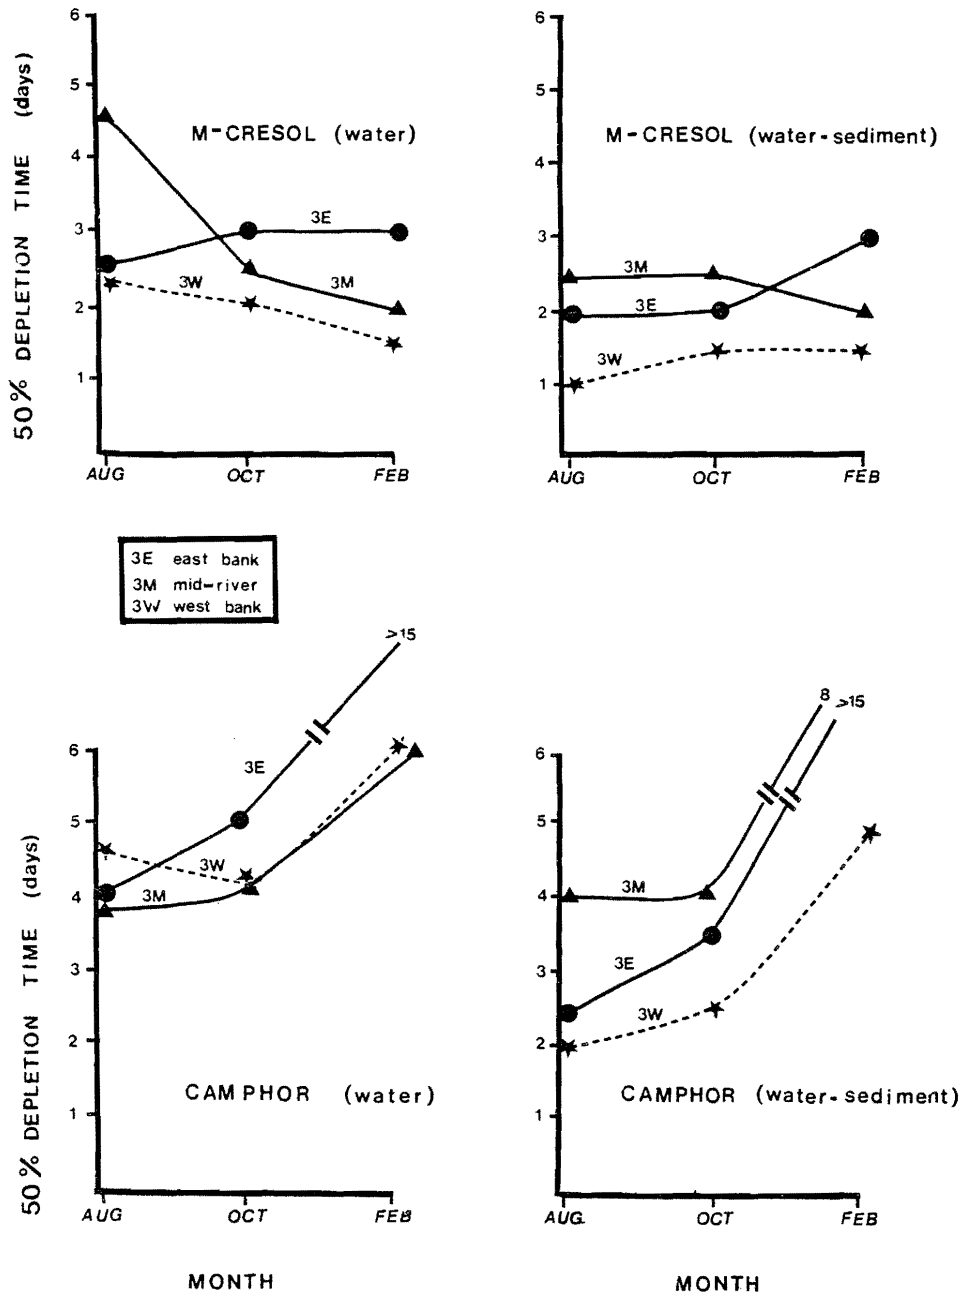 50% DEPLETION TIME (days)
6
5
4
3
2
1
M-CRESOL (water)
3E
3W
3M
AUG
OCT
FEB
6
5
4
3
2
1
M-CRESOL (water-sediment)
3M
3E
3W
AUG
OCT
FEB
3E east bank
3M mid-river
3W west bank
50% DEPLETION TIME (days)
>15
6
5
4
3
2
1
3E
3W
3M
CAMPHOR (water)
AUG
OCT
FEB
MONTH
8
>15
6
5
4
3
2
1
3M
3E
3W
CAMPHOR (water-sediment)
AUG.
OCT
FEB
MONTH